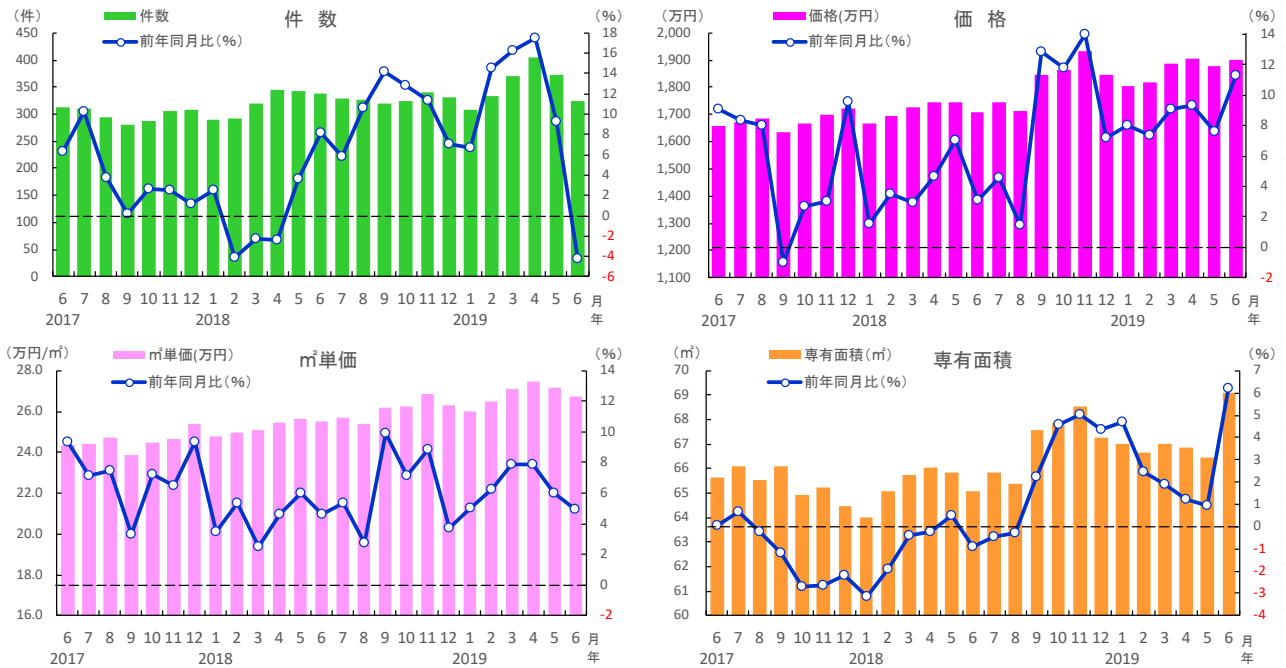 (件) 件数 件 数 (%)
前年同月比(%)
450 400 350 300 250 200 150 100 50 0
18 16 14 12 10 8 6 4 2 0 -2 -4 -6
6 7 8 9 10 11 12 1 2 3 4 5 6 7 8 9 10 11 12 1 2 3 4 5 6 月
2017 2018 2019 年
(万円) 価格(万円) 価 格 (%)
前年同月比(%)
2,000 1,900 1,800 1,700 1,600 1,500 1,400 1,300 1,200 1,100
14 12 10 8 6 4 2 0 -2
6 7 8 9 10 11 12 1 2 3 4 5 6 7 8 9 10 11 12 1 2 3 4 5 6 月
2017 2018 2019 年
(万円/㎡) ㎡単価(万円) ㎡単価 (%)
前年同月比(%)
28.0 26.0 24.0 22.0 20.0 18.0 16.0
14 12 10 8 6 4 2 0 -2
6 7 8 9 10 11 12 1 2 3 4 5 6 7 8 9 10 11 12 1 2 3 4 5 6 月
2017 2018 2019 年
(㎡) 専有面積(㎡) 専有面積 (%)
前年同月比(%)
70 69 68 67 66 65 64 63 62 61 60
7 6 5 4 3 2 1 0 -1 -2 -3 -4
6 7 8 9 10 11 12 1 2 3 4 5 6 7 8 9 10 11 12 1 2 3 4 5 6 月
2017 2018 2019 年